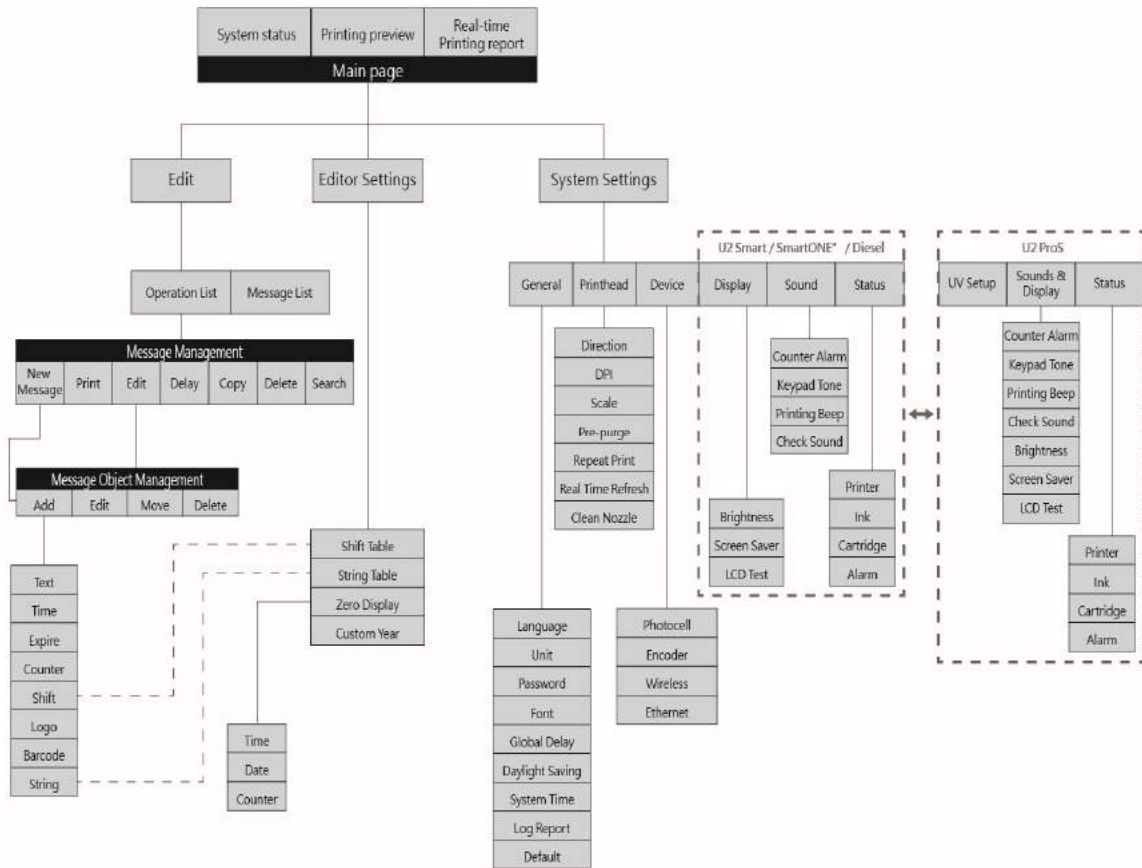 System status
Printing preview
Real-time
Printing report
Main page
Edit
Editor Settings
System Settings
Operation List
Message List
Message Management
New
Message
Print
Edit
Delay
Copy
Delete
Search
Message Object Management
Add
Edit
Move
Delete
Text
Time
Expire
Counter
Shift
Logo
Barcode
String
Shift Table
String Table
Zero Display
Custom Year
Time
Date
Counter
General
Printhead
Device
U2 Smart / SmartONE* / Diesel
Display
Sound
Status
Language
Unit
Password
Font
Global Delay
Daylight Saving
System Time
Log Report
Default
Direction
DPI
Scale
Pre-purge
Repeat Print
Real Time Refresh
Clean Nozzle
Photocell
Encoder
Wireless
Ethernet
Brightness
Screen Saver
LCD Test
Counter Alarm
Keypad Tone
Printing Beep
Check Sound
Printer
Ink
Cartridge
Alarm
U2 ProS
UV Setup
Sounds &
Display
Status
Counter Alarm
Keypad Tone
Printing Beep
Check Sound
Brightness
Screen Saver
LCD Test
Printer
Ink
Cartridge
Alarm